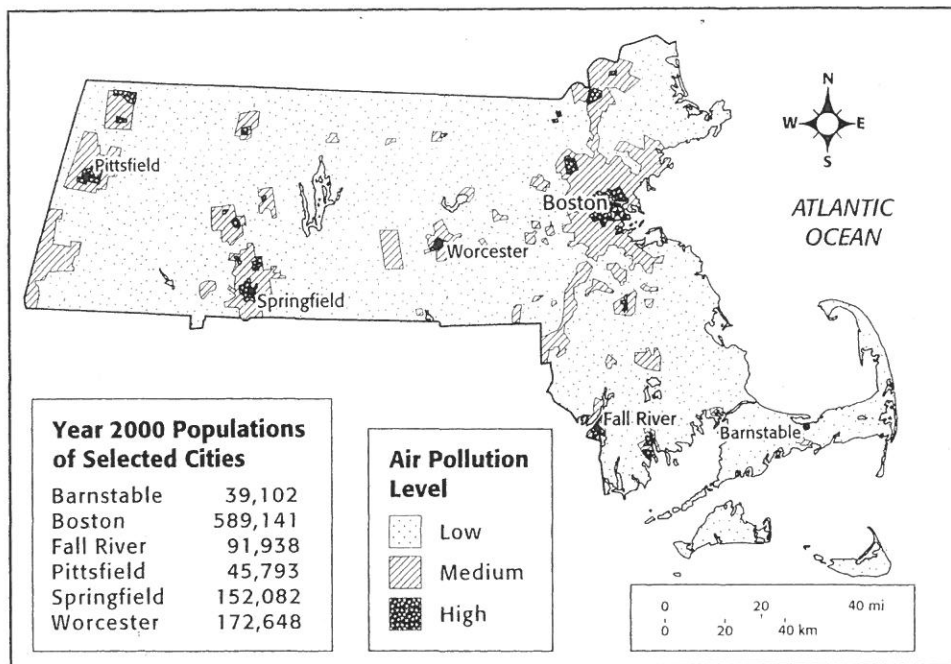 N
W E
S
Pittsfield
Boston
ATLANTIC
OCEAN
Worcester
Springfield
Fall River
Barnstable
Year 2000 Populations
of Selected Cities
Barnstable 39,102
Boston 589,141
Fall River 91,938
Pittsfield 45,793
Springfield 152,082
Worcester 172,648
Air Pollution
Level
Low
Medium
High
0 20 40 mi
0 20 40 km